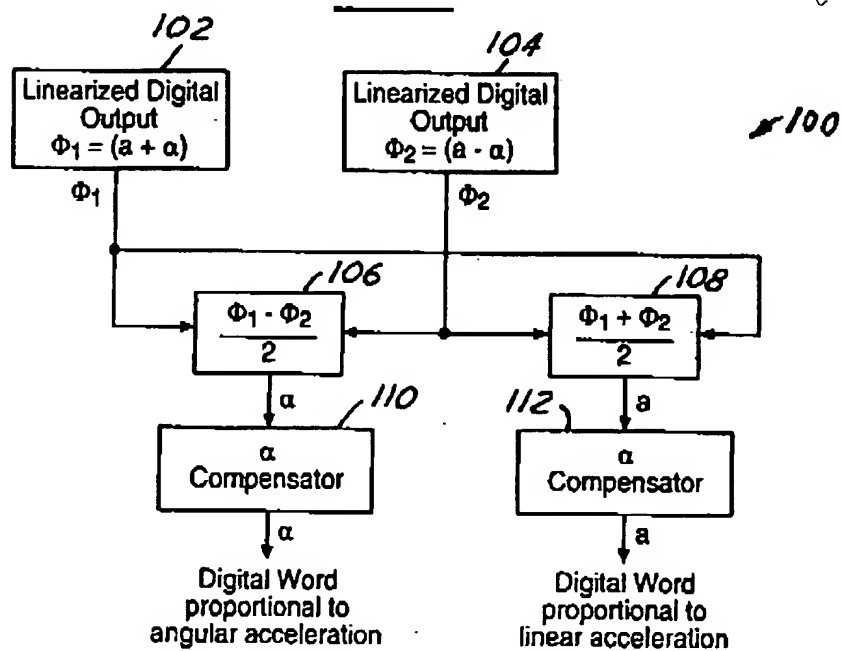 102
104
100
Linearized Digital
Output
Φ1 = (a + α)
Linearized Digital
Output
Φ2 = (a - α)
Φ1
Φ2
106
108
Φ1 - Φ2
2
Φ1 + Φ2
2
α
110
a
112
α
Compensator
α
Compensator
α
a
Digital Word
proportional to
angular acceleration
Digital Word
proportional to
linear acceleration